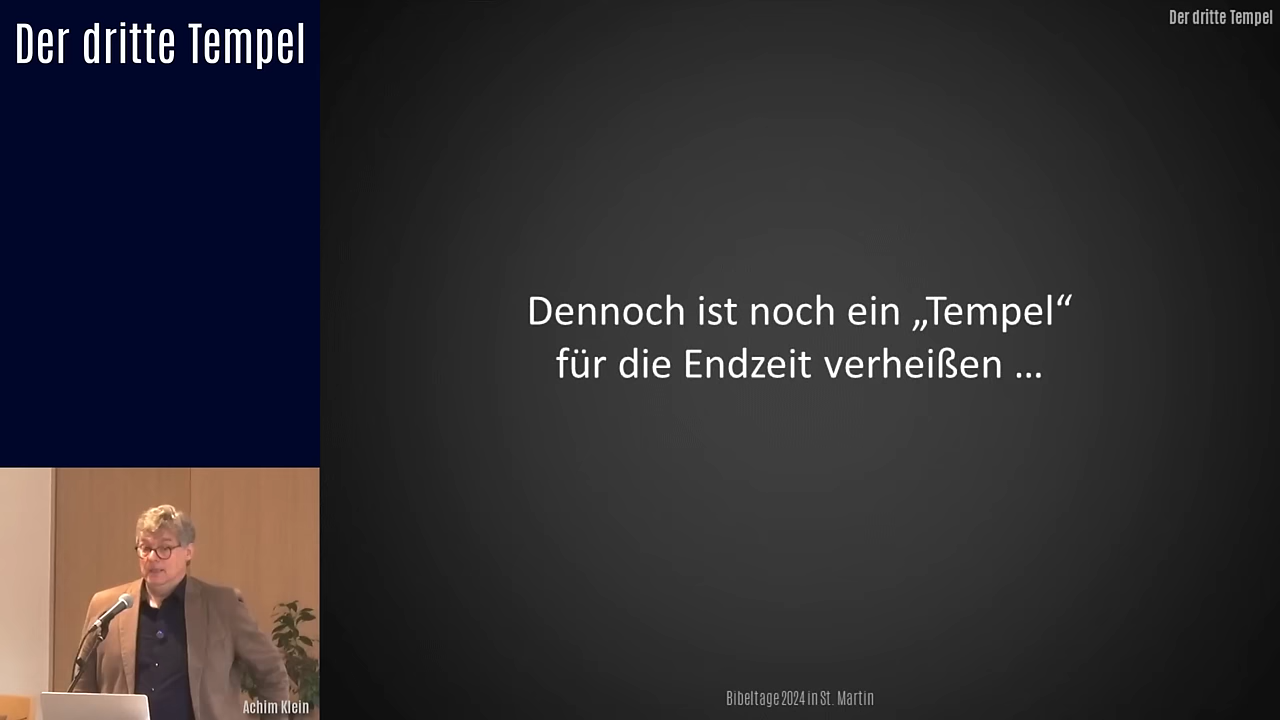 Der dritte Tempel
Der dritte Tempel
Dennoch ist noch ein „Tempel“
für die Endzeit verheißen ...
Achim Klein
Bibeltage 2024 in St. Martin